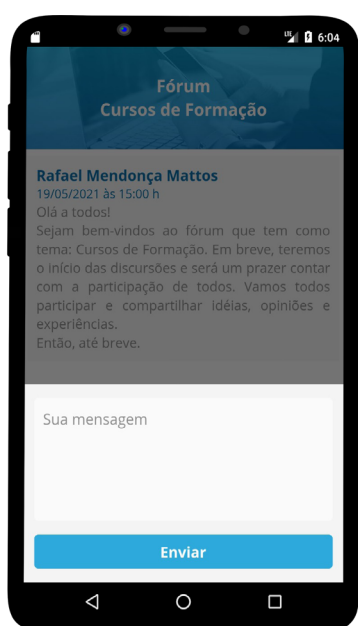 LTE 6:04
Fórum
Cursos de Formação
Rafael Mendonça Mattos
19/05/2021 às 15:00 h
Olá a todos!
Sejam bem-vindos ao fórum que tem como
tema: Cursos de Formação. Em breve, teremos
o início das discursões e será um prazer contar
com a participação de todos. Vamos todos
participar e compartilhar idéias, opiniões e
experiências.
Então, até breve.
Sua mensagem
Enviar